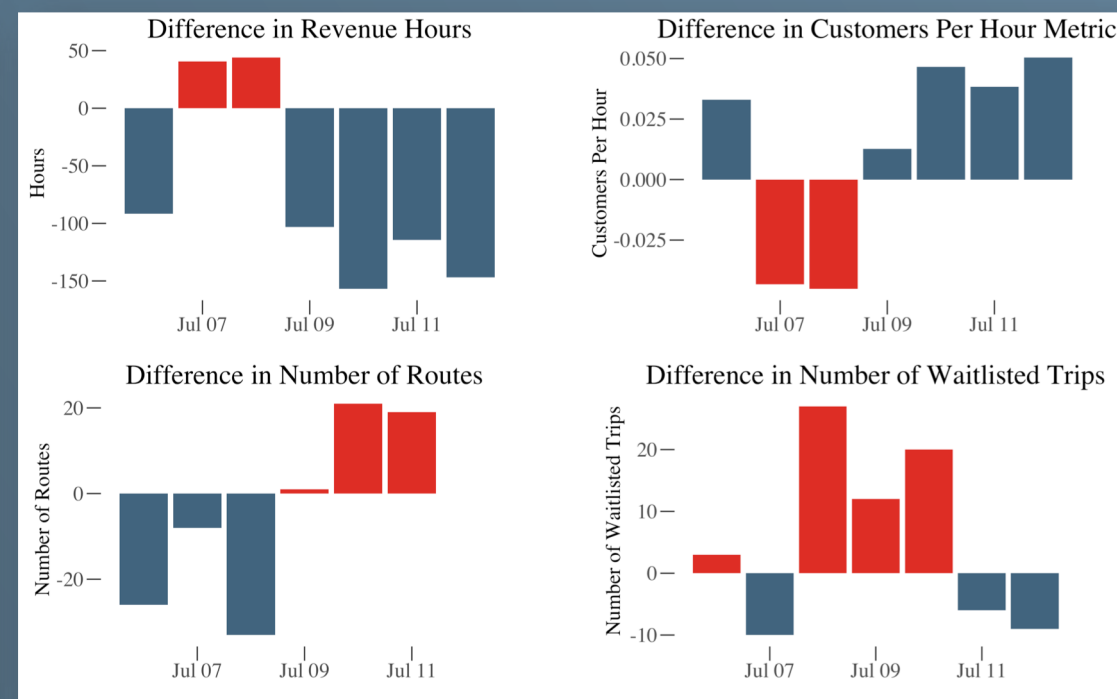 Difference in Revenue Hours
50
0
-50
-100
-150
Hours
Jul 07 Jul 09 Jul 11
Difference in Customers Per Hour Metric
0.050
0.025
0.000
-0.025
Customers Per Hour
Jul 07 Jul 09 Jul 11
Difference in Number of Routes
20
0
-20
Number of Routes
Jul 07 Jul 09 Jul 11
Difference in Number of Waitlisted Trips
20
10
0
-10
Number of Waitlisted Trips
Jul 07 Jul 09 Jul 11